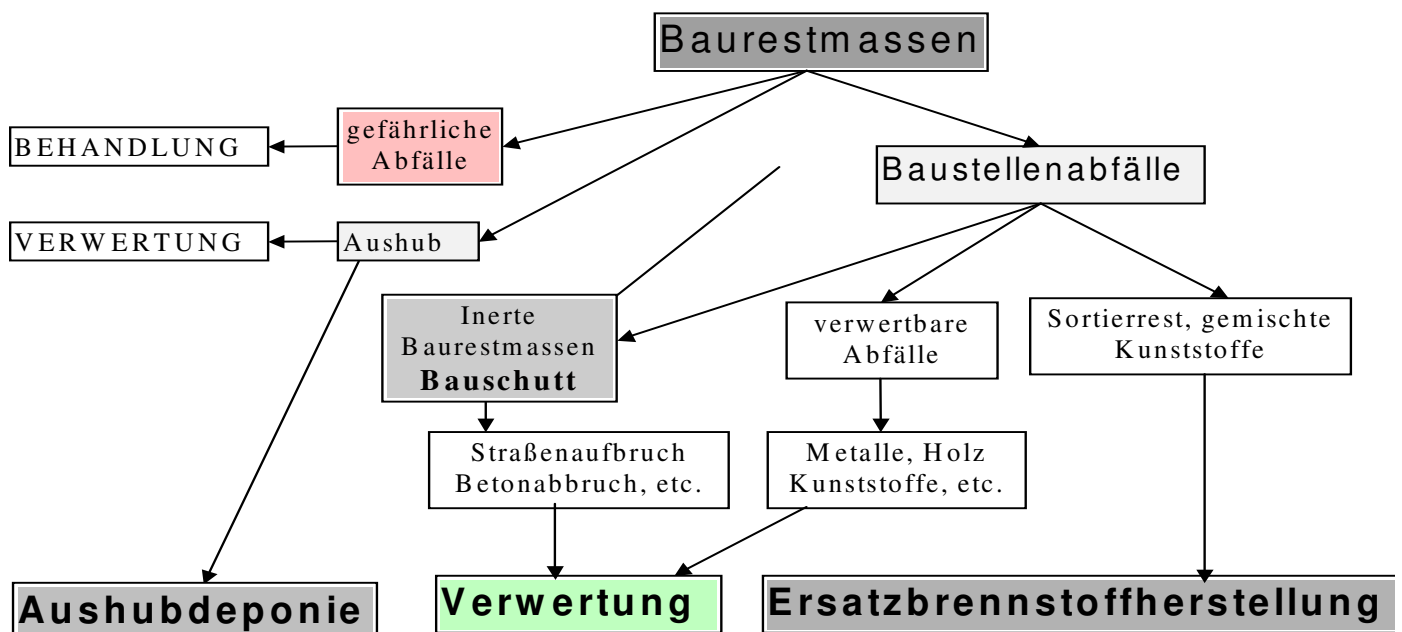 Baurestmassen
gefährliche
Abfälle
BEHANDLUNG
Baustellenabfälle
VERWERTUNG
Aushub
Inerte
Baurestmassen
Bauschutt
verwertbare
Abfälle
Sortierrest, gemischte
Kunststoffe
Straßenaufbruch
Betonabbruch, etc.
Metalle, Holz
Kunststoffe, etc.
Aushubdeponie
Verwertung
Ersatzbrennstoffherstellung